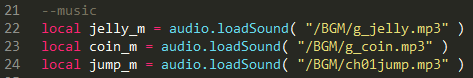 21 --music
22 local jelly_m = audio.loadSound( "/BGM/g_jelly.mp3" )
23 local coin_m = audio.loadSound( "/BGM/g_coin.mp3" )
24 local jump_m = audio.loadSound( "/BGM/ch01jump.mp3" )